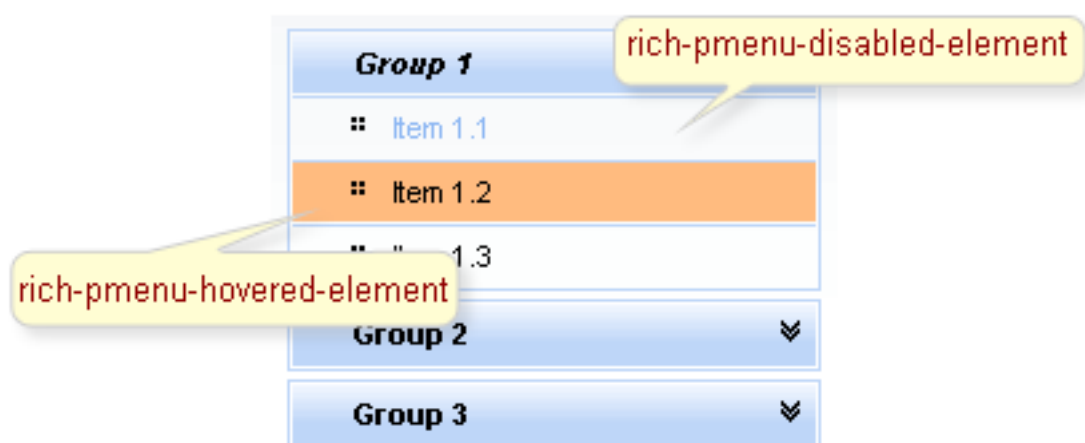 Group 1
rich-pmenu-disabled-element
Item 1.1
Item 1.2
1.3
rich-pmenu-hovered-element
Group 2
Group 3